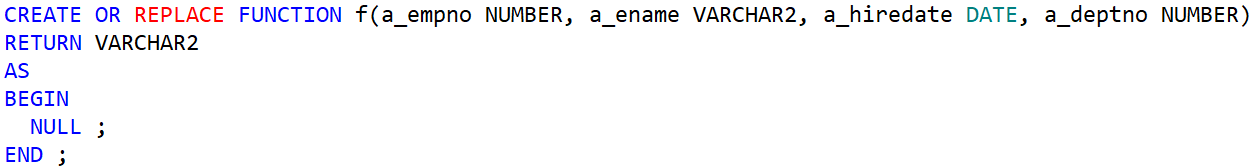 CREATE OR REPLACE FUNCTION f(a_empno NUMBER, a_ename VARCHAR2, a_hiredate DATE, a_deptno NUMBER)
RETURN VARCHAR2
AS
BEGIN
  NULL ;
END ;